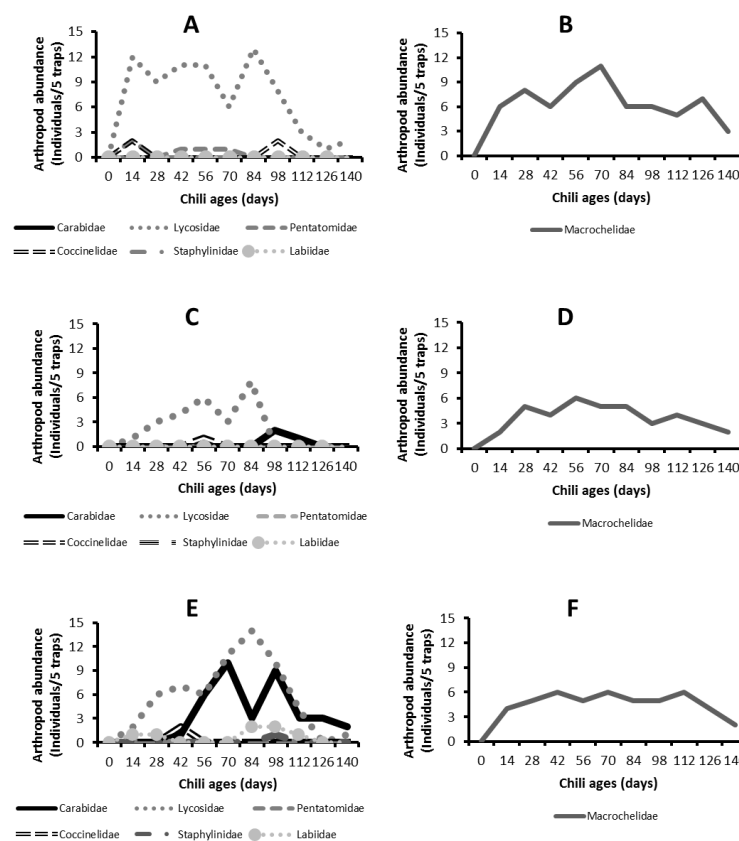 A
15
12
9
6
3
0
Arthropod abundance
(Individuals/5 traps)
0 14 28 42 56 70 84 98 112 126 140
Chili ages (days)
Carabidae Lycosidae Pentatomidae
Coccinelidae Staphylinidae Labiidae
B
15
12
9
6
3
0
Arthropod abundance
(Individuals/5 traps)
0 14 28 42 56 70 84 98 112 126 140
Chili ages (days)
Macrochelidae
C
15
12
9
6
3
0
Arthropod abundance
(Individuals/5 traps)
0 14 28 42 56 70 84 98 112 126 140
Chili ages (days)
Carabidae Lycosidae Pentatomidae
Coccinelidae Staphylinidae Labiidae
D
15
12
9
6
3
0
Arthropod abundance
(Individuals/5 traps)
0 14 28 42 56 70 84 98 112 126 140
Chili ages (days)
Macrochelidae
E
15
12
9
6
3
0
Arthropod abundance
(Individuals/5 traps)
0 14 28 42 56 70 84 98 112 126 140
Chili ages (days)
Carabidae Lycosidae Pentatomidae
Coccinelidae Staphylinidae Labiidae
F
15
12
9
6
3
0
Arthropod abundance
(Individuals/5 traps)
0 14 28 42 56 70 84 98 112 126 14
Chili ages (days)
Macrochelidae